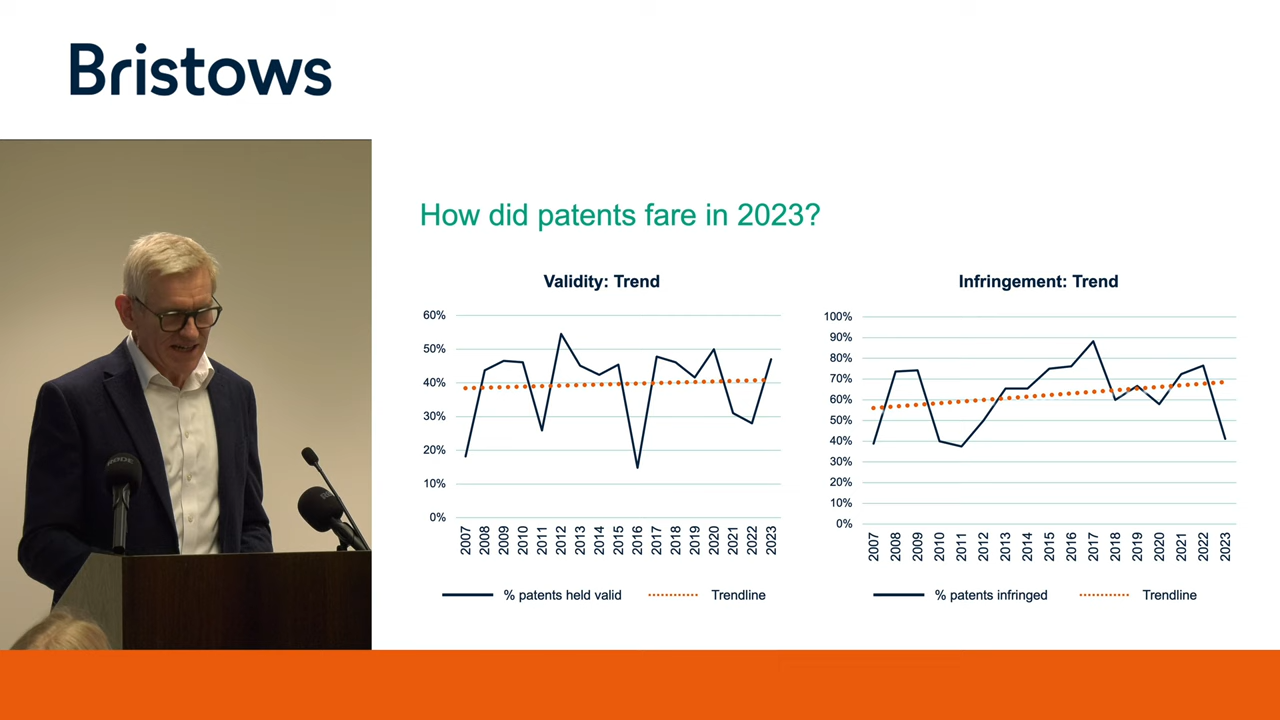 Bristows
How did patents fare in 2023?
Validity: Trend
60%
50%
40%
30%
20%
10%
0%
2007 2008 2009 2010 2011 2012 2013 2014 2015 2016 2017 2018 2019 2020 2021 2022 2023
% patents held valid Trendline
Infringement: Trend
100%
90%
80%
70%
60%
50%
40%
30%
20%
10%
0%
2007 2008 2009 2010 2011 2012 2013 2014 2015 2016 2017 2018 2019 2020 2021 2022 2023
% patents infringed Trendline
RODE